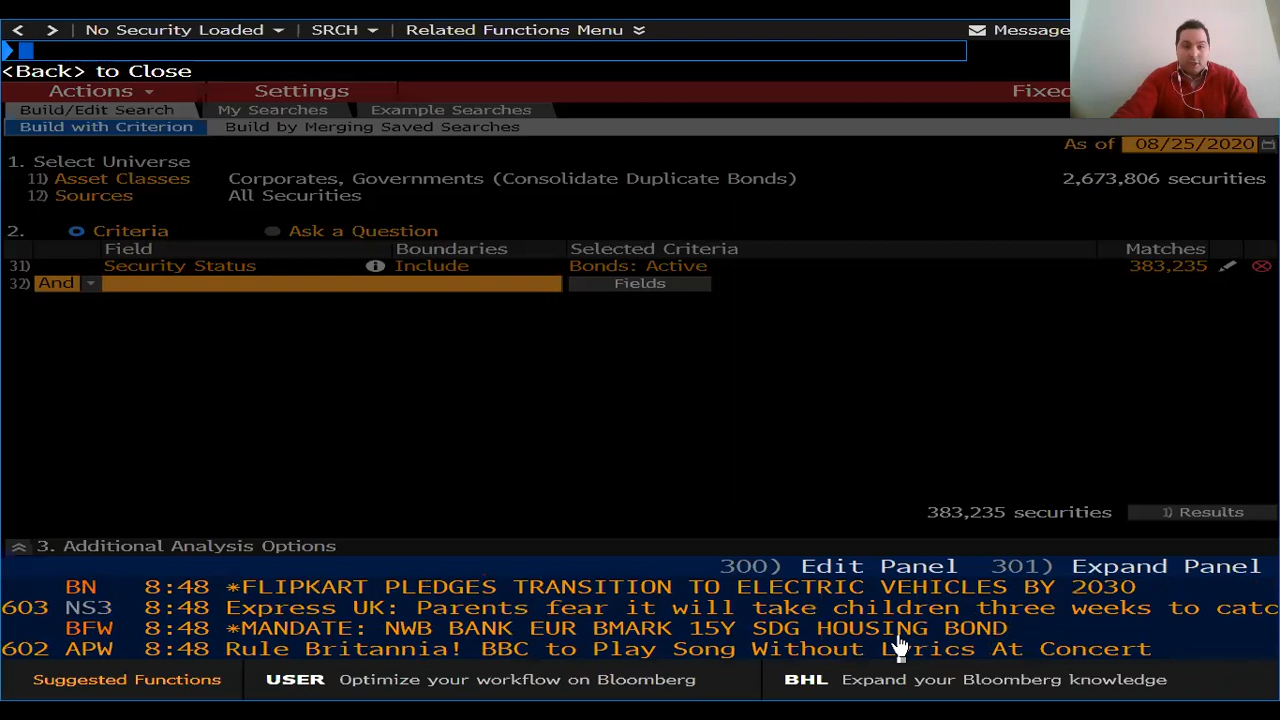 No Security Loaded SRCH Related Functions Menu Message
<Back> to Close
Actions Settings Fixed
Build/Edit Search My Searches Example Searches
Build with Criterion Build by Merging Saved Searches
As of 08/25/2020
1. Select Universe
11) Asset Classes Corporates, Governments (Consolidate Duplicate Bonds) 2,673,806 securities
12) Sources All Securities
2. Criteria Ask a Question
Field Boundaries Selected Criteria Matches
31) Security Status Include Bonds: Active 383,235
32) And Fields
383,235 securities 1) Results
3. Additional Analysis Options
300) Edit Panel 301) Expand Panel
BN 8:48 *FLIPKART PLEDGES TRANSITION TO ELECTRIC VEHICLES BY 2030
603 NS3 8:48 Express UK: Parents fear it will take children three weeks to catc
BFW 8:48 *MANDATE: NWB BANK EUR BMARK 15Y SDG HOUSING BOND
602 APW 8:48 Rule Britannia! BBC to Play Song Without Lyrics At Concert
Suggested Functions USER Optimize your workflow on Bloomberg BHL Expand your Bloomberg knowledge